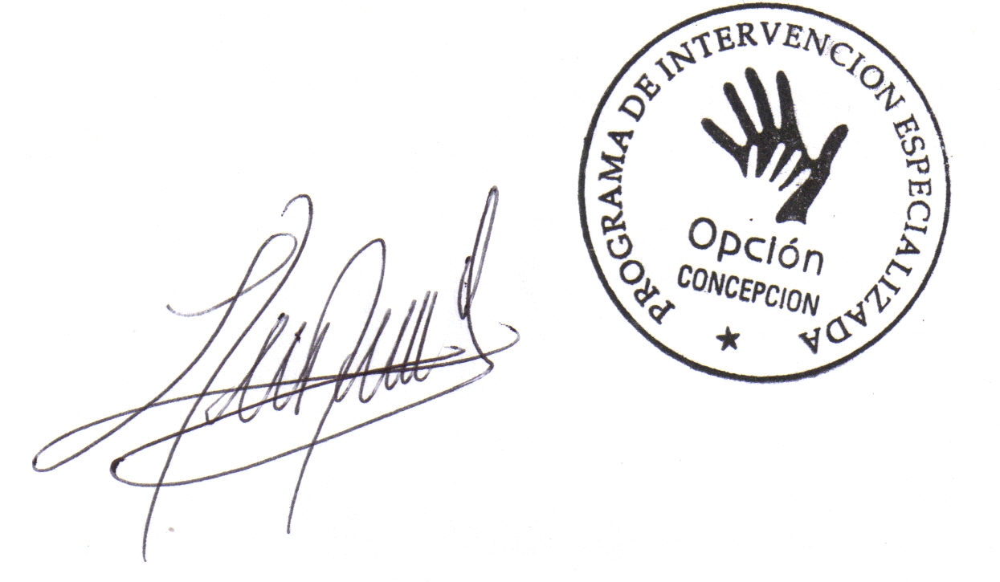 PROGRAMA DE INTERVENCION ESPECIALIZADA
Opción
CONCEPCION